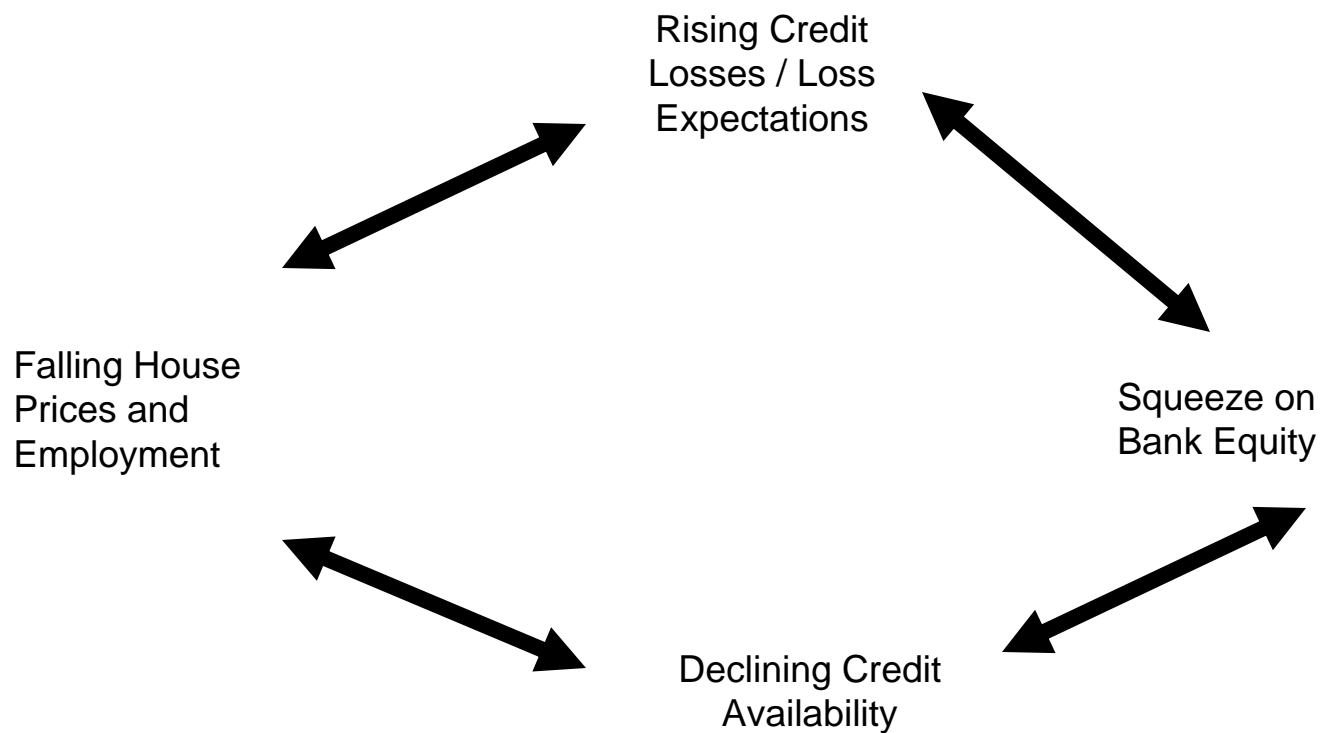 Rising Credit
Losses / Loss
Expectations
Falling House
Prices and
Employment
Squeeze on
Bank Equity
Declining Credit
Availability